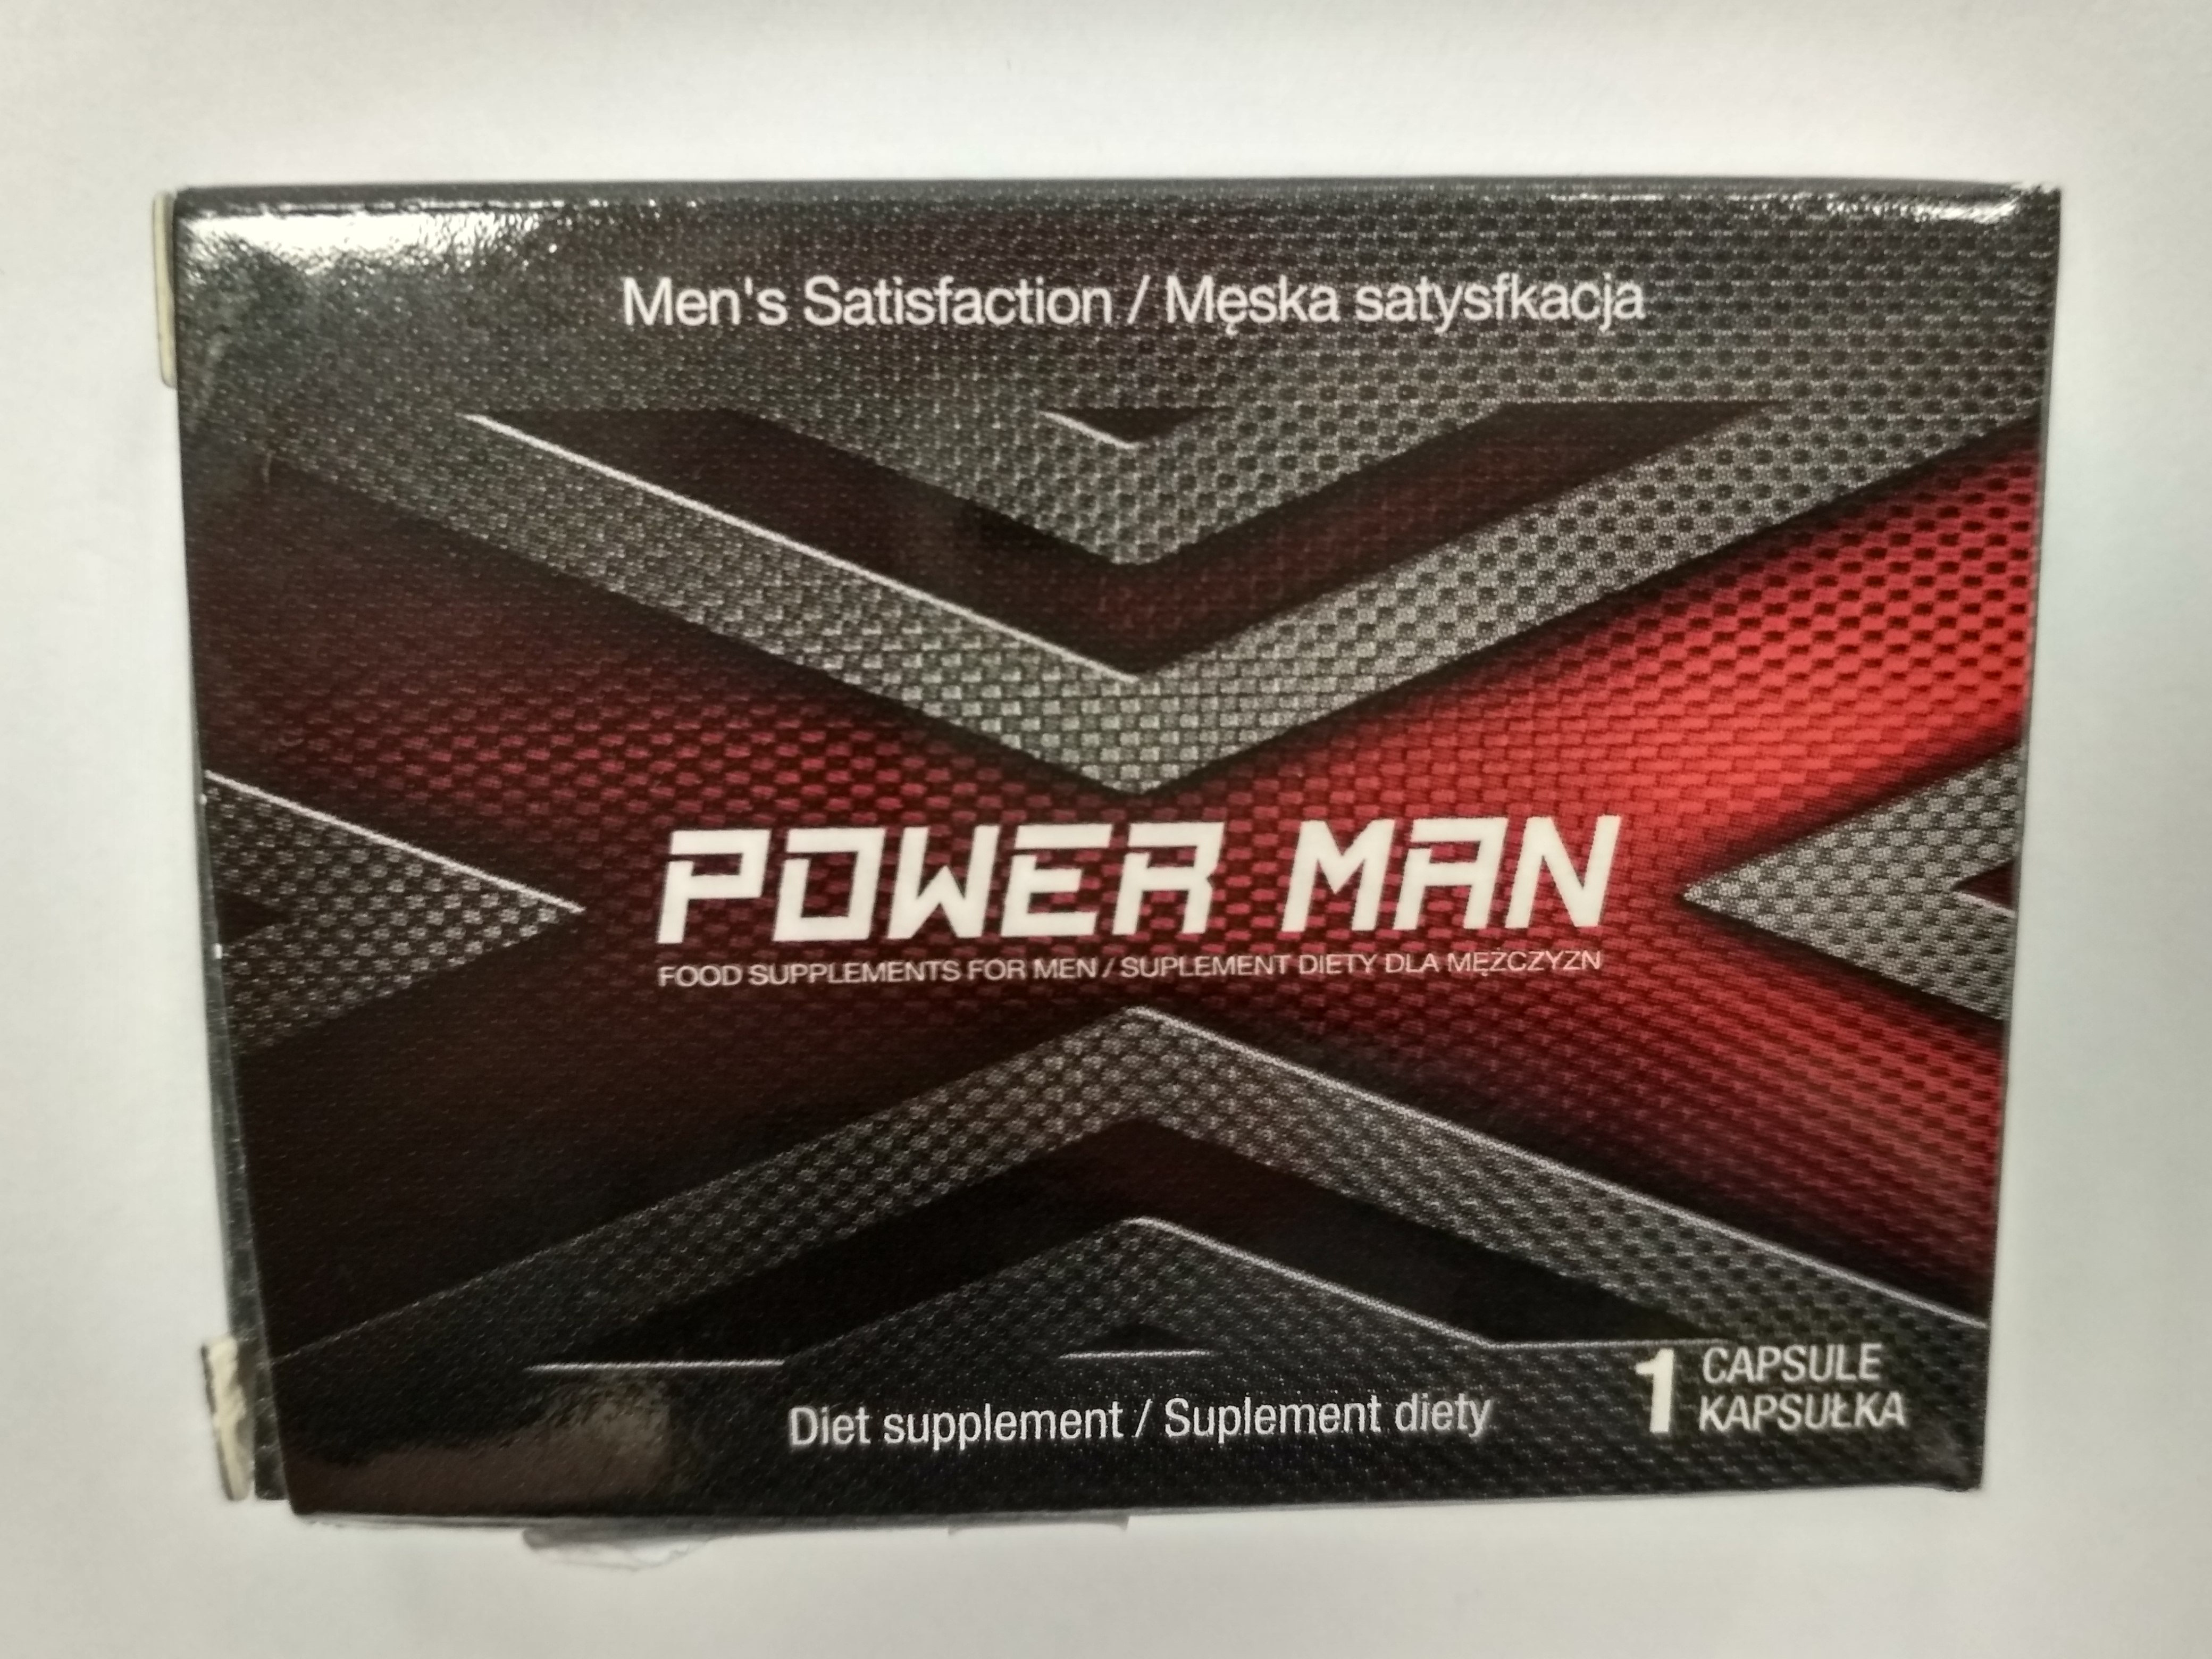 Men's Satisfaction / Męska satysfkacja
POWER MAN
FOOD SUPPLEMENTS FOR MEN / SUPLEMENT DIETY DLA MĘŻCZYZN
1 CAPSULE
KAPSUŁKA
Diet supplement / Suplement diety